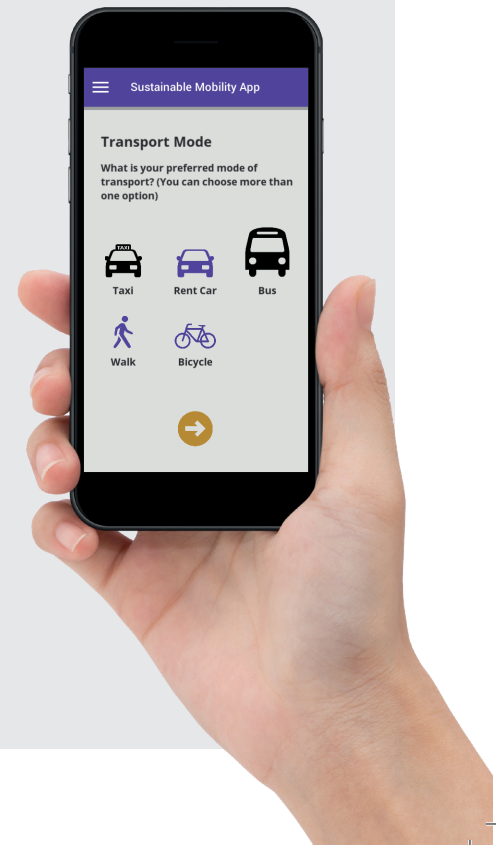 Sustainable Mobility App
Transport Mode
What is your preferred mode of
transport? (You can choose more than
one option)
TAXI
Taxi
Rent Car
Bus
Walk
Bicycle